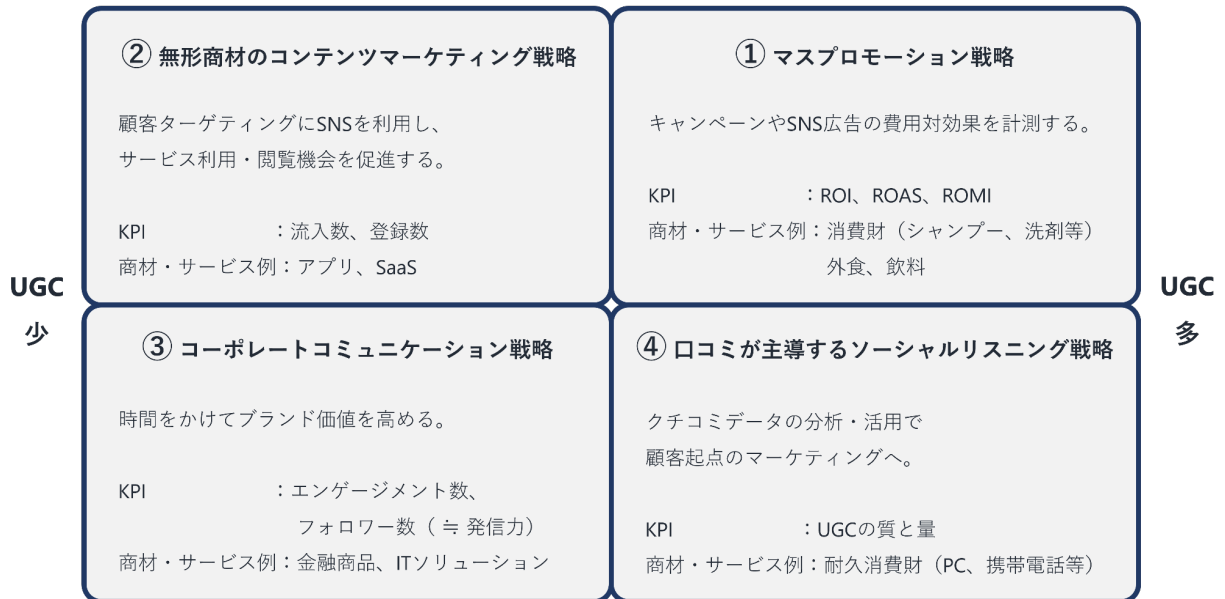 ② 無形商材のコンテンツマーケティング戦略
顧客ターゲティングにSNSを利用し、
サービス利用・閲覧機会を促進する。
KPI :流入数、登録数
商材・サービス例:アプリ、SaaS
① マスプロモーション戦略
キャンペーンやSNS広告の費用対効果を計測する。
KPI :ROI、ROAS、ROMI
商材・サービス例:消費財(シャンプー、洗剤等)
外食、飲料
UGC
少
UGC
多
③ コーポレートコミュニケーション戦略
時間をかけてブランド価値を高める。
KPI :エンゲージメント数、
フォロワー数( ≒ 発信力)
商材・サービス例:金融商品、ITソリューション
④ 口コミが主導するソーシャルリスニング戦略
クチコミデータの分析・活用で
顧客起点のマーケティングへ。
KPI :UGCの質と量
商材・サービス例:耐久消費財(PC、携帯電話等)